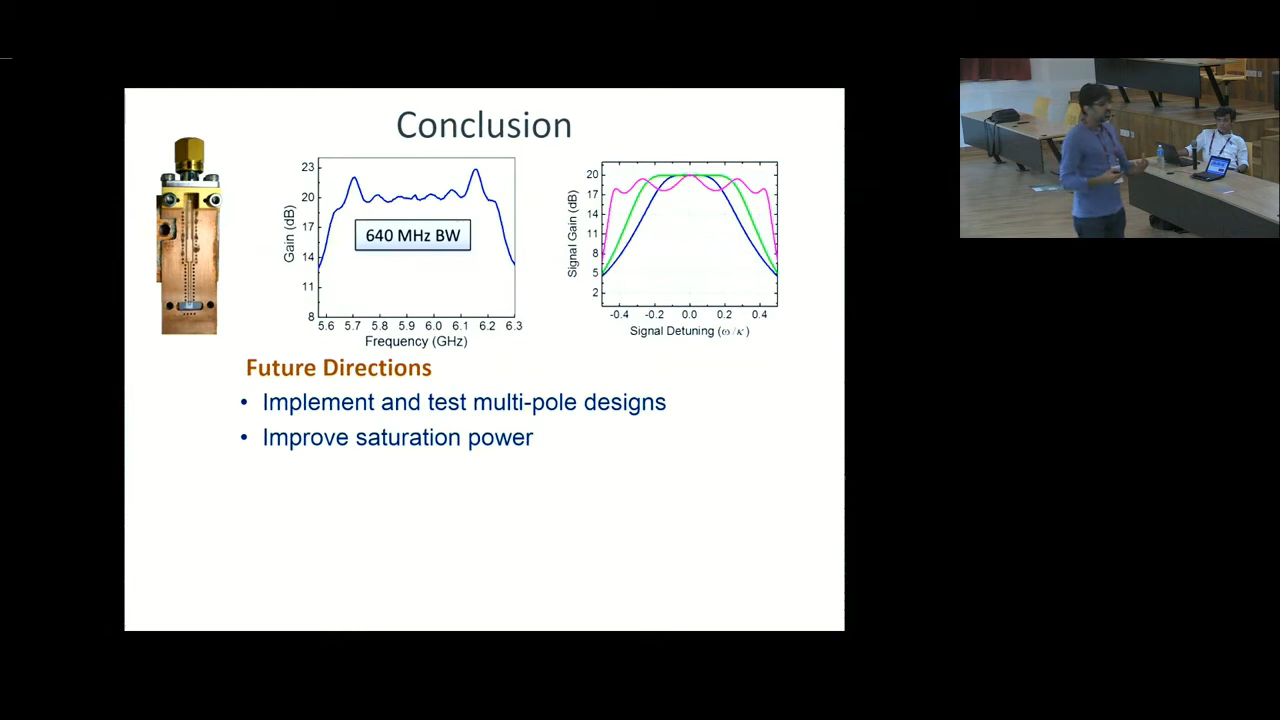 Conclusion
23
20
17
14
11
8
Gain (dB)
640 MHz BW
5.6 5.7 5.8 5.9 6.0 6.1 6.2 6.3
Frequency (GHz)
20
17
14
11
8
5
2
Signal Gain (dB)
-0.4 -0.2 0.0 0.2 0.4
Signal Detuning (ω/κ)
Future Directions
• Implement and test multi-pole designs
• Improve saturation power